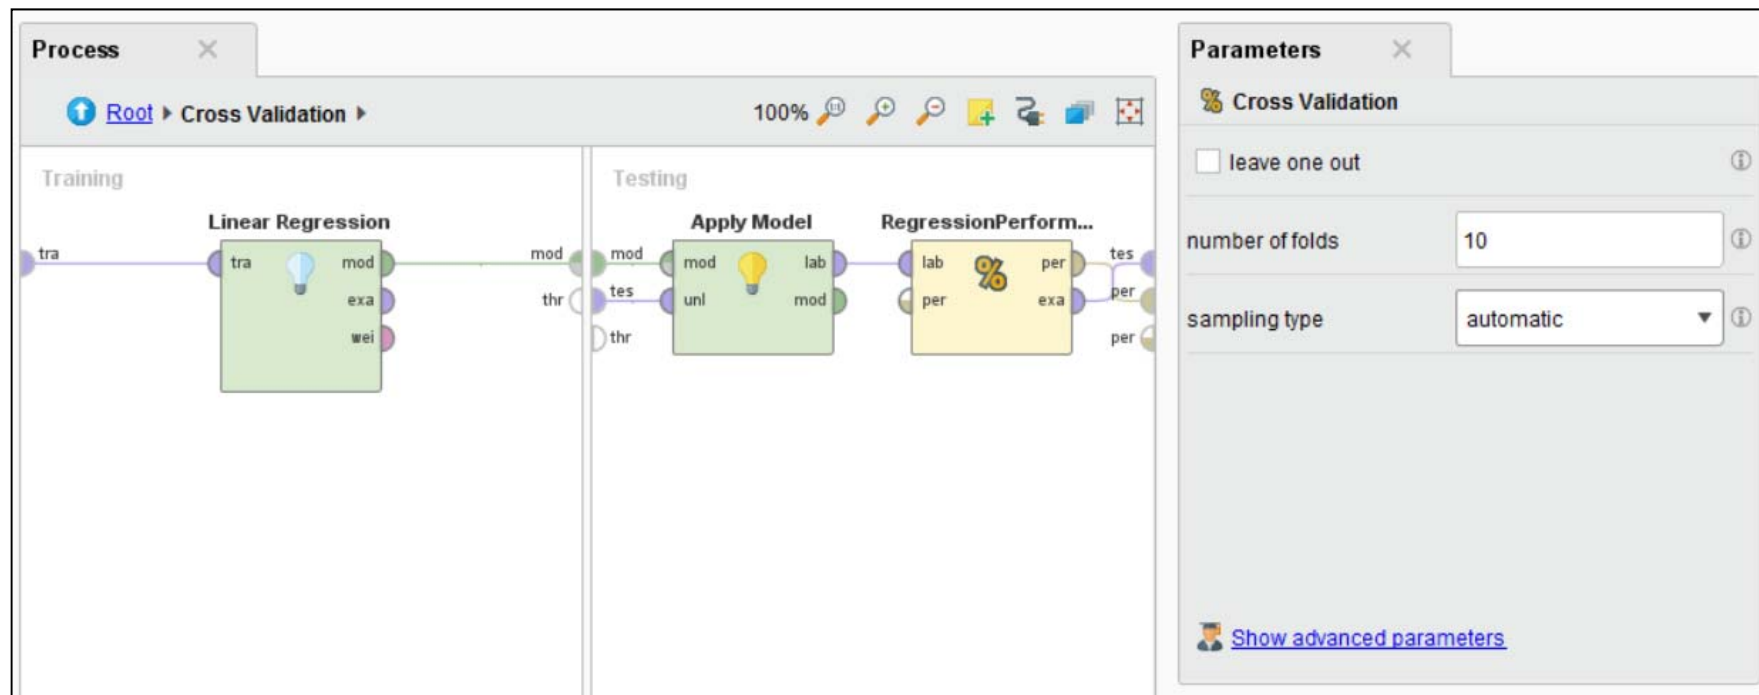 Process
Root Cross Validation
100%
Training
Linear Regression
tra
tra
mod
exa
wei
mod
thr
Testing
Apply Model
RegressionPerform...
mod
tes
thr
mod
unl
lab
mod
lab
per
per
exa
tes
per
per
Parameters
% Cross Validation
leave one out
number of folds
10
sampling type
automatic
Show advanced parameters